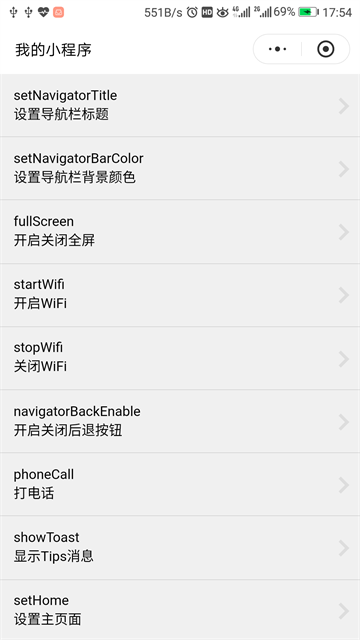 551B/s HD 4G 2G 69% 17:54
我的小程序
setNavigatorTitle
设置导航栏标题
setNavigatorBarColor
设置导航栏背景颜色
fullScreen
开启关闭全屏
startWifi
开启WiFi
stopWifi
关闭WiFi
navigatorBackEnable
开启关闭后退按钮
phoneCall
打电话
showToast
显示Tips消息
setHome
设置主页面